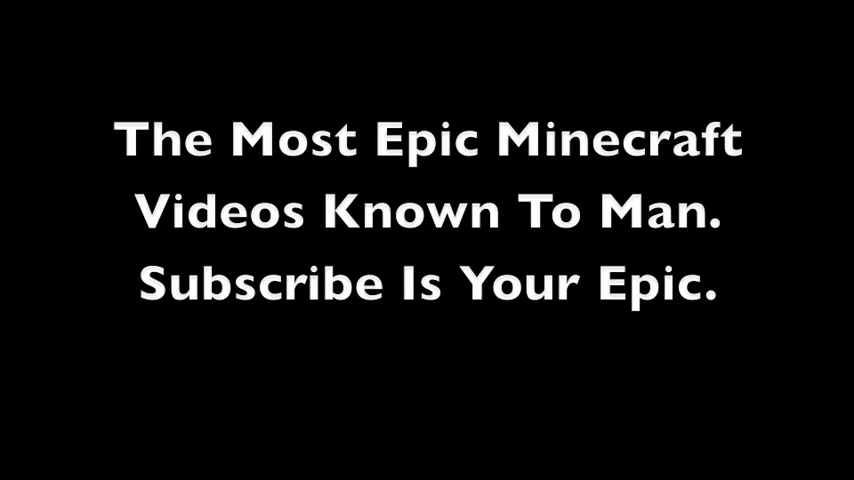 The Most Epic Minecraft
Videos Known To Man.
Subscribe Is Your Epic.